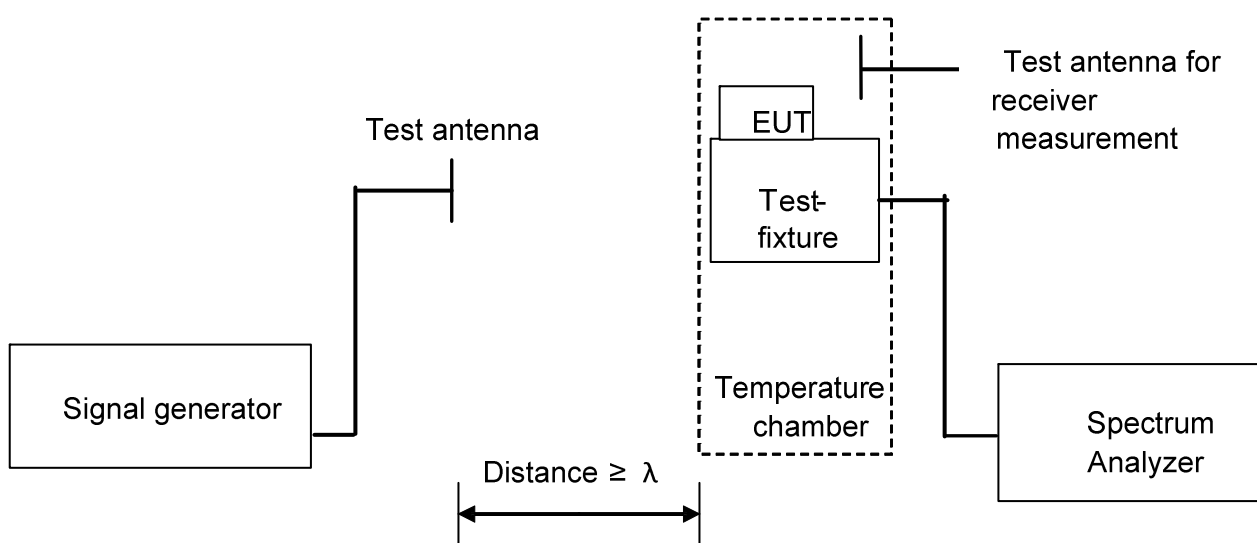 Test antenna for
receiver
measurement
EUT
Test antenna
Test-
fixture
Temperature
chamber
Signal generator
Spectrum
Analyzer
Distance ≥ λ